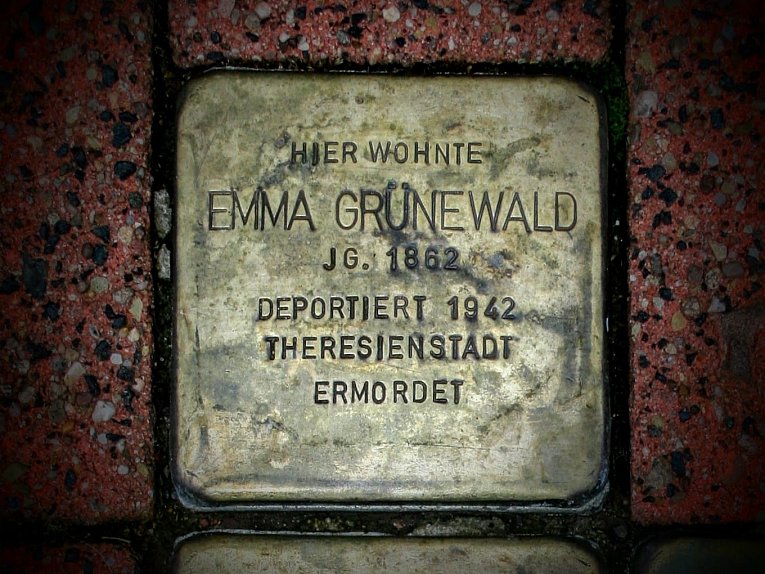 HIER WOHNTE
EMMA GRÜNEWALD
JG. 1862
DEPORTIERT 1942
THERESIENSTADT
ERMORDET